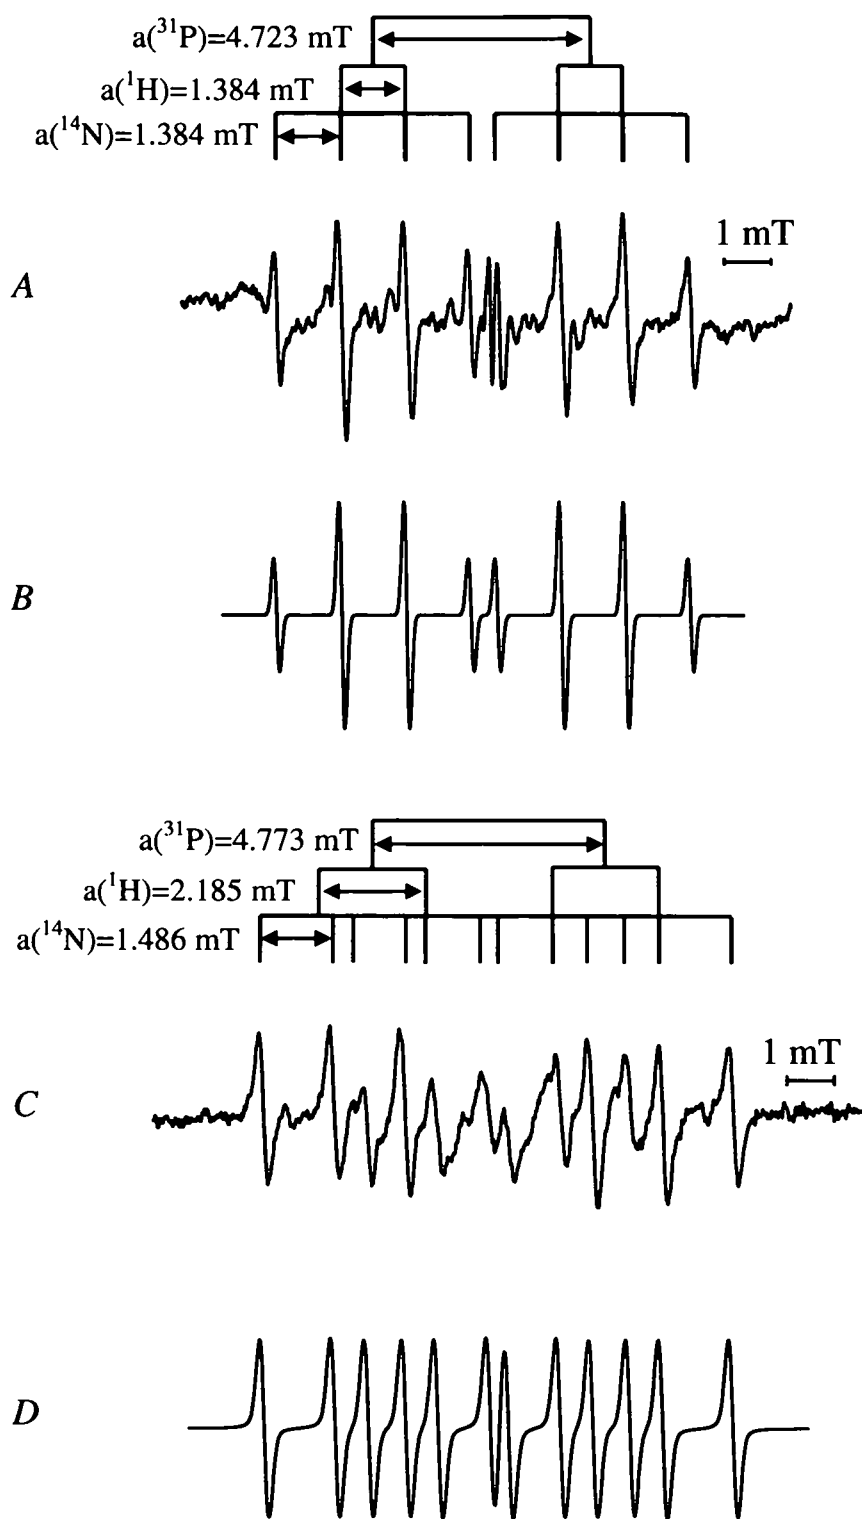 a(³¹P)=4.723 mT
a(¹H)=1.384 mT
a(¹⁴N)=1.384 mT
1 mT
A
B
a(³¹P)=4.773 mT
a(¹H)=2.185 mT
a(¹⁴N)=1.486 mT
1 mT
C
D